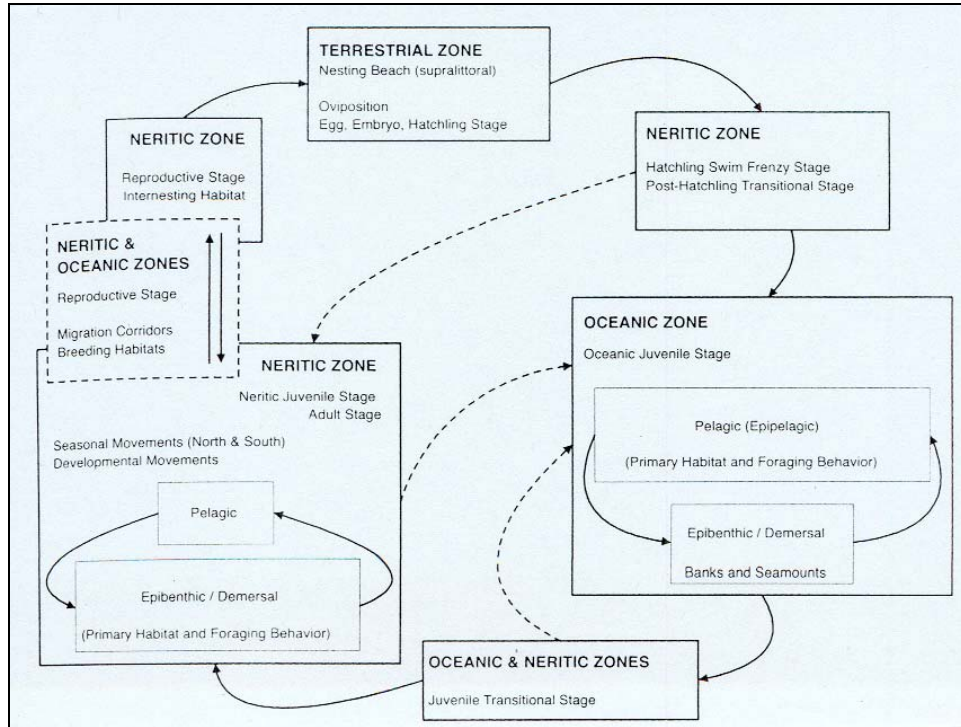 TERRESTRIAL ZONE
Nesting Beach (suprалittoral)
Oviposition
Egg, Embryo, Hatchling Stage
NERITIC ZONE
Hatchling Swim Frenzy Stage
Post-Hatchling Transitional Stage
OCEANIC ZONE
Oceanic Juvenile Stage
Pelagic (Epipelagic)
(Primary Habitat and Foraging Behavior)
Epibenthic / Demersal
Banks and Seamounts
OCEANIC & NERITIC ZONES
Juvenile Transitional Stage
NERITIC ZONE
Neritic Juvenile Stage
Adult Stage
Seasonal Movements (North & South)
Developmental Movements
Pelagic
Epibenthic / Demersal
(Primary Habitat and Foraging Behavior)
NERITIC &
OCEANIC ZONES
Reproductive Stage
Migration Corridors
Breeding Habitats
NERITIC ZONE
Reproductive Stage
Internesting Habitat